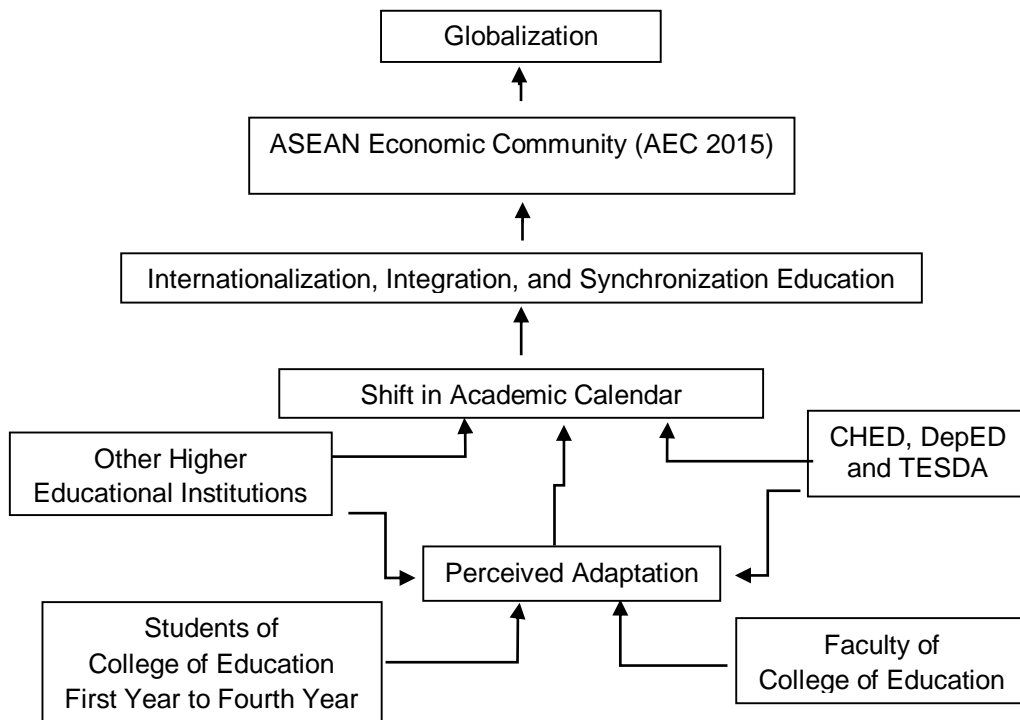 Globalization
ASEAN Economic Community (AEC 2015)
Internationalization, Integration, and Synchronization Education
Shift in Academic Calendar
Other Higher
Educational Institutions
CHED, DepED
and TESDA
Perceived Adaptation
Students of
College of Education
First Year to Fourth Year
Faculty of
College of Education